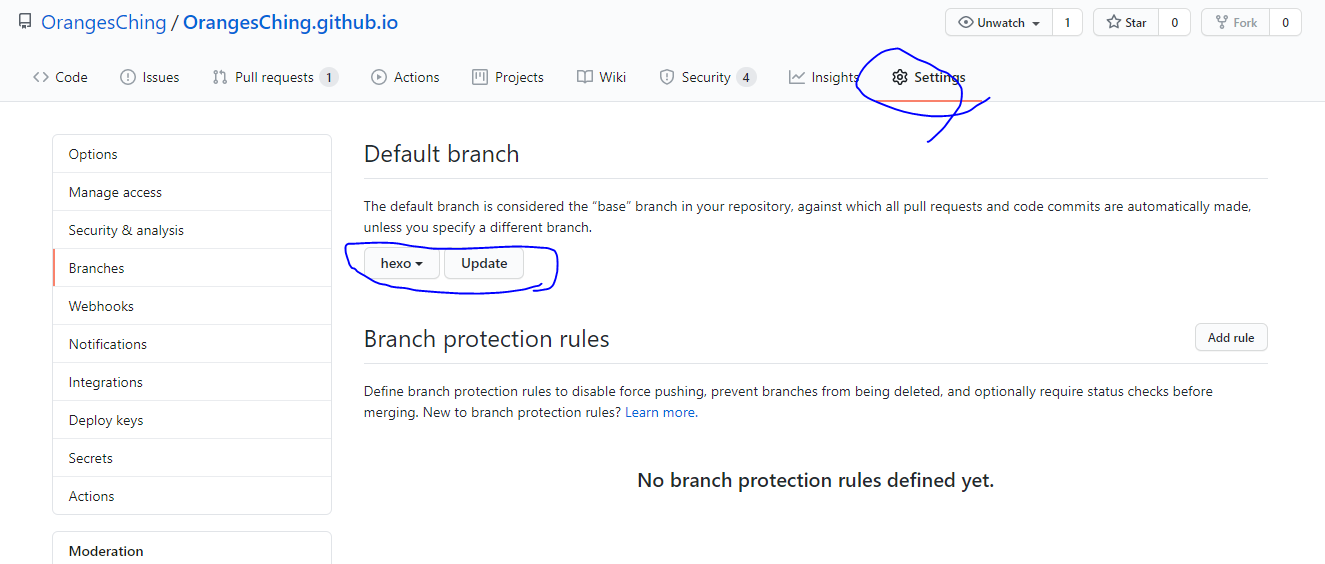 OrangesChing / OrangesChing.github.io
Unwatch 1 Star 0 Fork 0
Code Issues Pull requests 1 Actions Projects Wiki Security 4 Insights Settings
Options
Manage access
Security & analysis
Branches
Webhooks
Notifications
Integrations
Deploy keys
Secrets
Actions
Moderation
Default branch
The default branch is considered the “base” branch in your repository, against which all pull requests and code commits are automatically made,
unless you specify a different branch.
hexo Update
Branch protection rules
Add rule
Define branch protection rules to disable force pushing, prevent branches from being deleted, and optionally require status checks before
merging. New to branch protection rules? Learn more.
No branch protection rules defined yet.